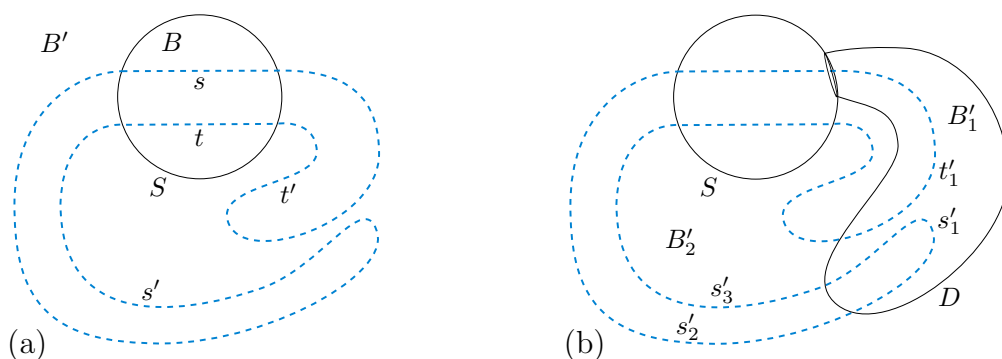 B′ B s t S t′ s′ (a)
B′₁ t′₁ S s′₁ B′₂ s′₃ s′₂ D (b)